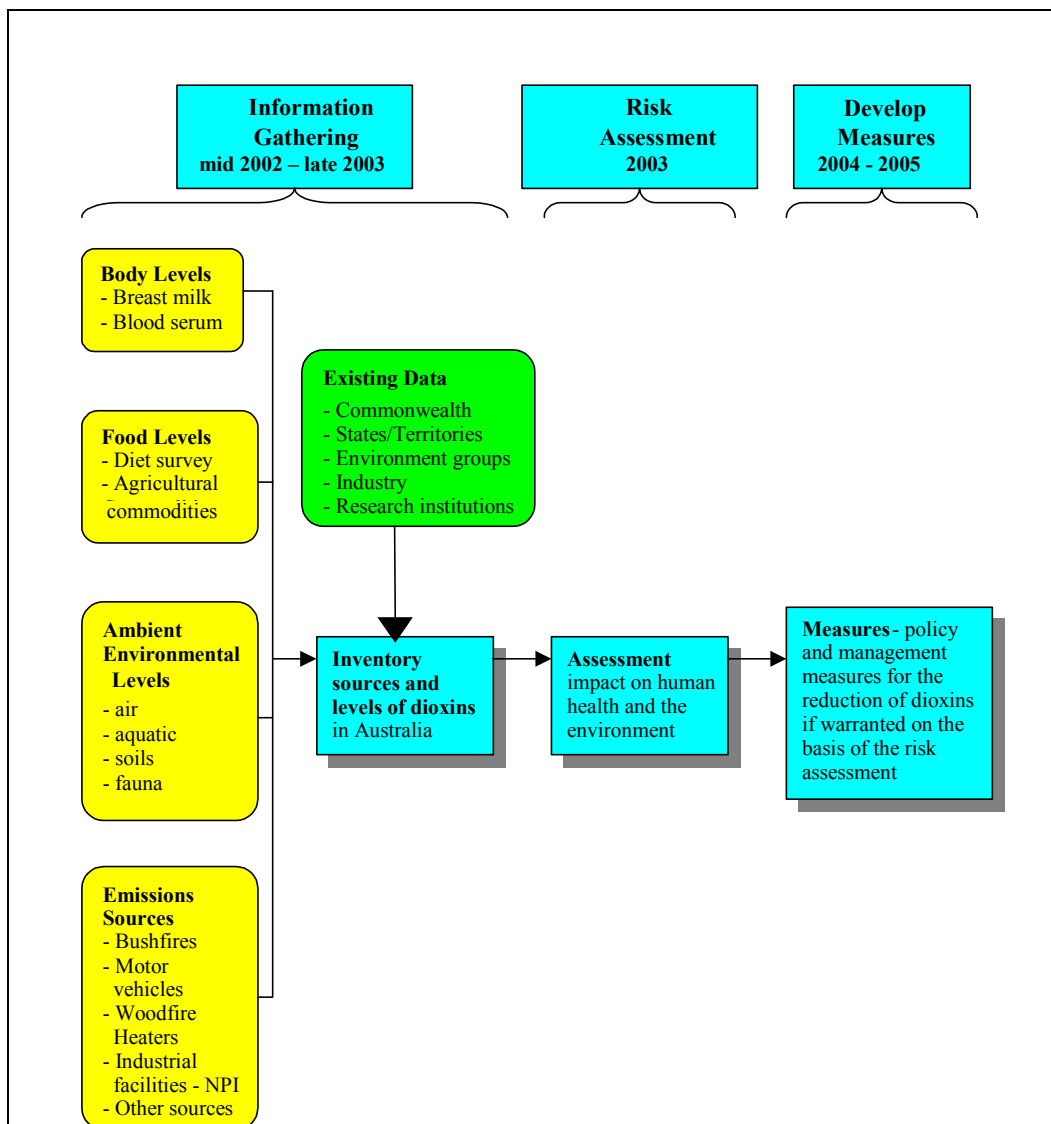 Information
Gathering
mid 2002 – late 2003
Risk
Assessment
2003
Develop
Measures
2004 - 2005
Body Levels
- Breast milk
- Blood serum
Food Levels
- Diet survey
- Agricultural
commodities
Ambient
Environmental
Levels
- air
- aquatic
- soils
- fauna
Emissions
Sources
- Bushfires
- Motor
vehicles
- Woodfire
Heaters
- Industrial
facilities - NPI
- Other sources
Existing Data
- Commonwealth
- States/Territories
- Environment groups
- Industry
- Research institutions
Inventory
sources and
levels of dioxins
in Australia
Assessment
impact on human
health and the
environment
Measures - policy
and management
measures for the
reduction of dioxins
if warranted on the
basis of the risk
assessment